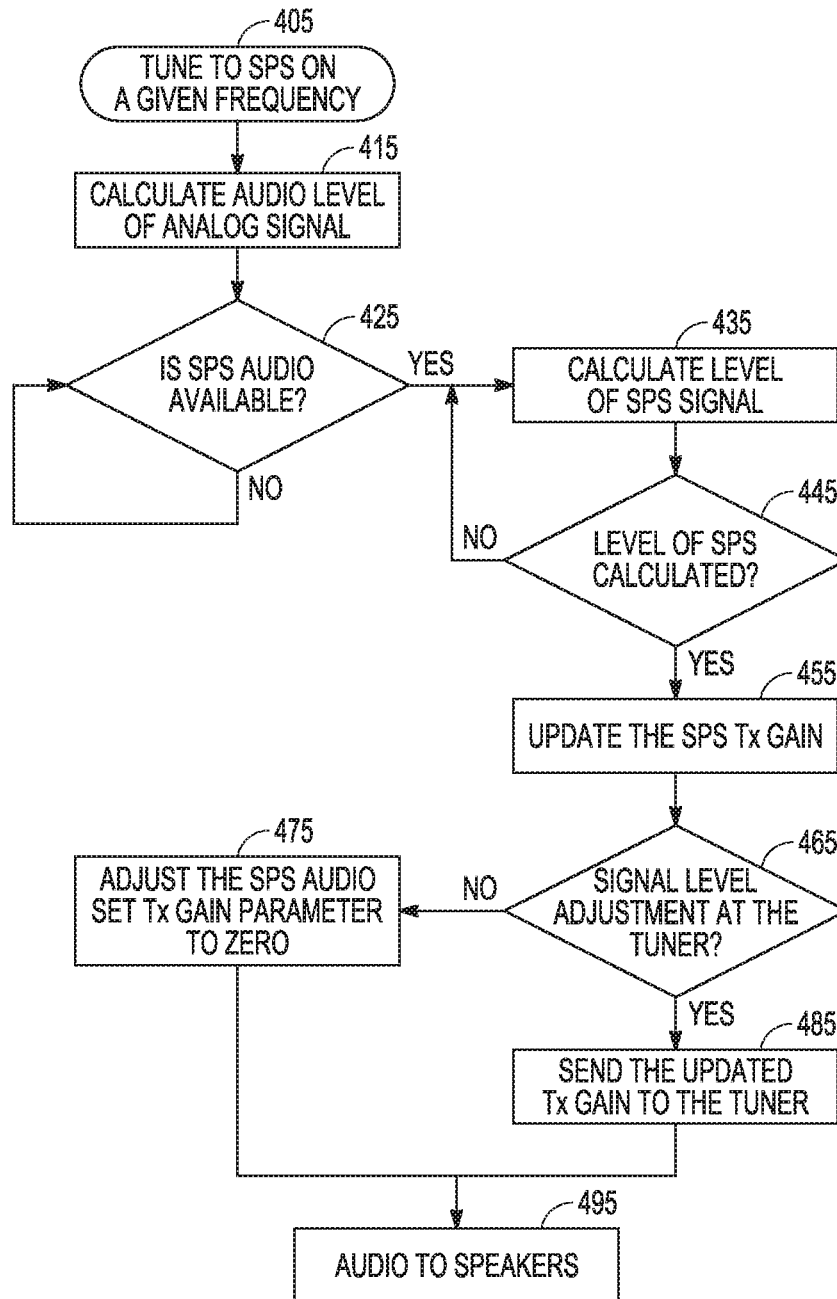 405
TUNE TO SPS ON
A GIVEN FREQUENCY
415
CALCULATE AUDIO LEVEL
OF ANALOG SIGNAL
425
IS SPS AUDIO
AVAILABLE?
YES
NO
435
CALCULATE LEVEL
OF SPS SIGNAL
445
LEVEL OF SPS
CALCULATED?
NO
YES
455
UPDATE THE SPS Tx GAIN
465
SIGNAL LEVEL
ADJUSTMENT AT THE
TUNER?
NO
YES
475
ADJUST THE SPS AUDIO
SET Tx GAIN PARAMETER
TO ZERO
485
SEND THE UPDATED
Tx GAIN TO THE TUNER
495
AUDIO TO SPEAKERS